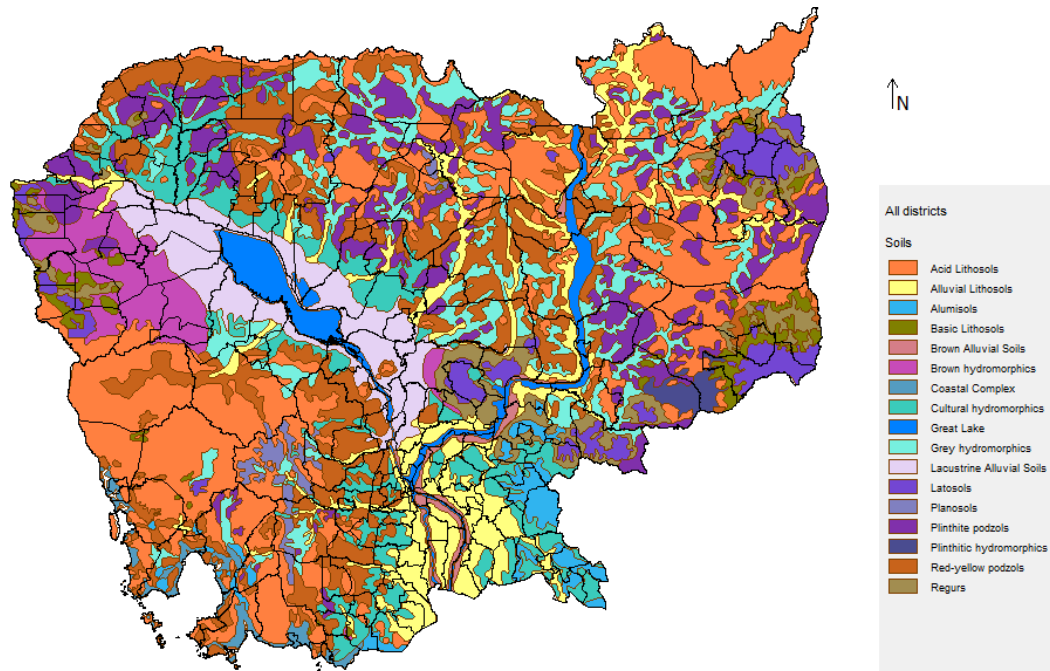 N
All districts
Soils
Acid Lithosols
Alluvial Lithosols
Alumisols
Basic Lithosols
Brown Alluvial Soils
Brown hydromorphics
Coastal Complex
Cultural hydromorphics
Great Lake
Grey hydromorphics
Lacustrine Alluvial Soils
Latosols
Planosols
Plinthite podzols
Plinthitic hydromorphics
Red-yellow podzols
Regurs